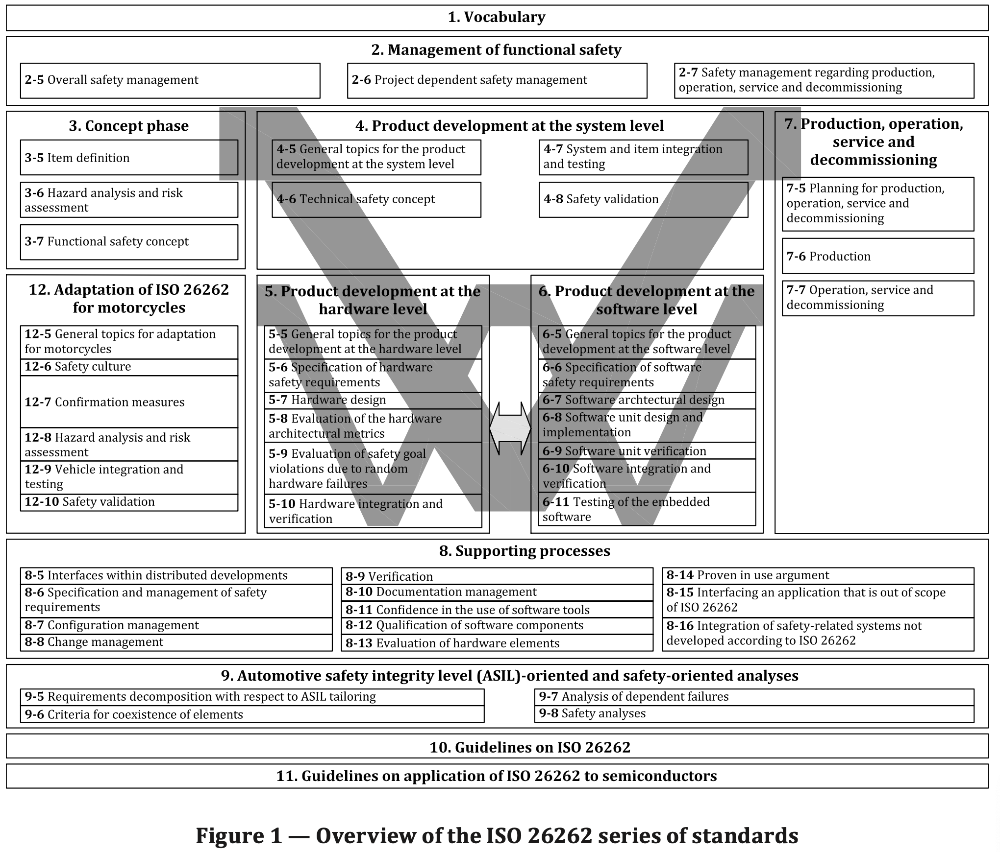 1. Vocabulary
2. Management of functional safety
2-5 Overall safety management
2-6 Project dependent safety management
2-7 Safety management regarding production,
operation, service and decommissioning
3. Concept phase
3-5 Item definition
3-6 Hazard analysis and risk
assessment
3-7 Functional safety concept
4. Product development at the system level
4-5 General topics for the product
development at the system level
4-6 Technical safety concept
4-7 System and item integration
and testing
4-8 Safety validation
7. Production, operation,
service and
decommissioning
7-5 Planning for production,
operation, service and
decommissioning
7-6 Production
7-7 Operation, service and
decommissioning
12. Adaptation of ISO 26262
for motorcycles
12-5 General topics for adaptation
for motorcycles
12-6 Safety culture
12-7 Confirmation measures
12-8 Hazard analysis and risk
assessment
12-9 Vehicle integration and
testing
12-10 Safety validation
5. Product development at the
hardware level
5-5 General topics for the product
development at the hardware level
5-6 Specification of hardware
safety requirements
5-7 Hardware design
5-8 Evaluation of the hardware
architectural metrics
5-9 Evaluation of safety goal
violations due to random
hardware failures
5-10 Hardware integration and
verification
6. Product development at the
software level
6-5 General topics for the product
development at the software level
6-6 Specification of software
safety requirements
6-7 Software archtectural design
6-8 Software unit design and
implementation
6-9 Software unit verification
6-10 Software integration and
verification
6-11 Testing of the embedded
software
8. Supporting processes
8-5 Interfaces within distributed developments
8-6 Specification and management of safety
requirements
8-7 Configuration management
8-8 Change management
8-9 Verification
8-10 Documentation management
8-11 Confidence in the use of software tools
8-12 Qualification of software components
8-13 Evaluation of hardware elements
8-14 Proven in use argument
8-15 Interfacing an application that is out of scope
of ISO 26262
8-16 Integration of safety-related systems not
developed according to ISO 26262
9. Automotive safety integrity level (ASIL)-oriented and safety-oriented analyses
9-5 Requirements decomposition with respect to ASIL tailoring
9-6 Criteria for coexistence of elements
9-7 Analysis of dependent failures
9-8 Safety analyses
10. Guidelines on ISO 26262
11. Guidelines on application of ISO 26262 to semiconductors
Figure 1 — Overview of the ISO 26262 series of standards